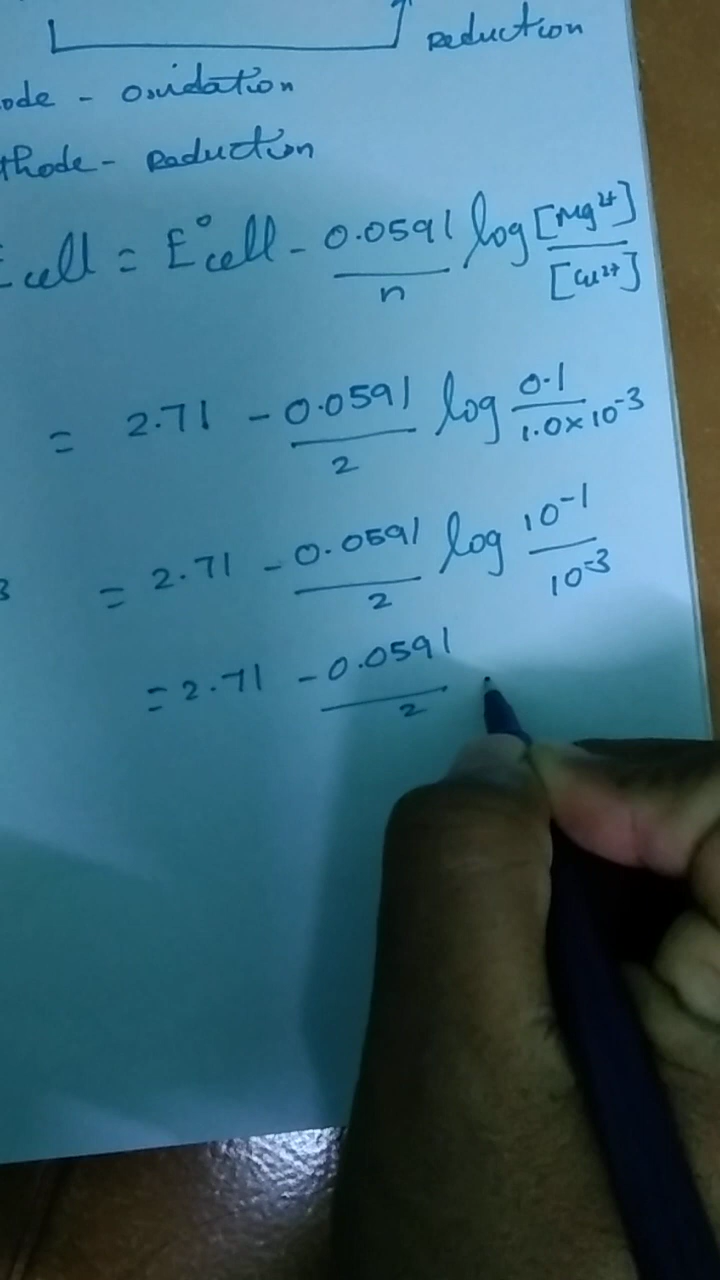 Reduction
ode - Oxidation
thode - Reduction
Ecell = E°cell - 0.0591/n log [Mg2+]/[Cu2+]
= 2.71 - 0.0591/2 log 0.1/1.0×10-3
3 = 2.71 - 0.0591/2 log 10-1/10-3
= 2.71 - 0.0591/2